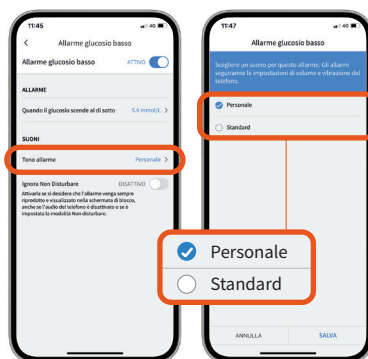 11:45
4G
Allarme glucosio basso
Allarme glucosio basso ATTIVO
ALLARME
Quando il glucosio scende al di sotto 5.6 mmol/L
SUONI
Tono allarme Personale
Ignora Non Disturbare DISATTIVO
Attivarla se si desidera che l'allarme venga sempre
riprodotto e visualizzato nella schermata di blocco,
anche se l'audio del telefono è disattivato o se è
impostata la modalità Non disturbare.
11:47
4G
Allarme glucosio basso
Scegliere un suono per questo allarme. Gli allarmi
seguiranno le impostazioni di volume e vibrazione del
telefono.
Personale
Standard
Personale
Standard
ANNULLA SALVA